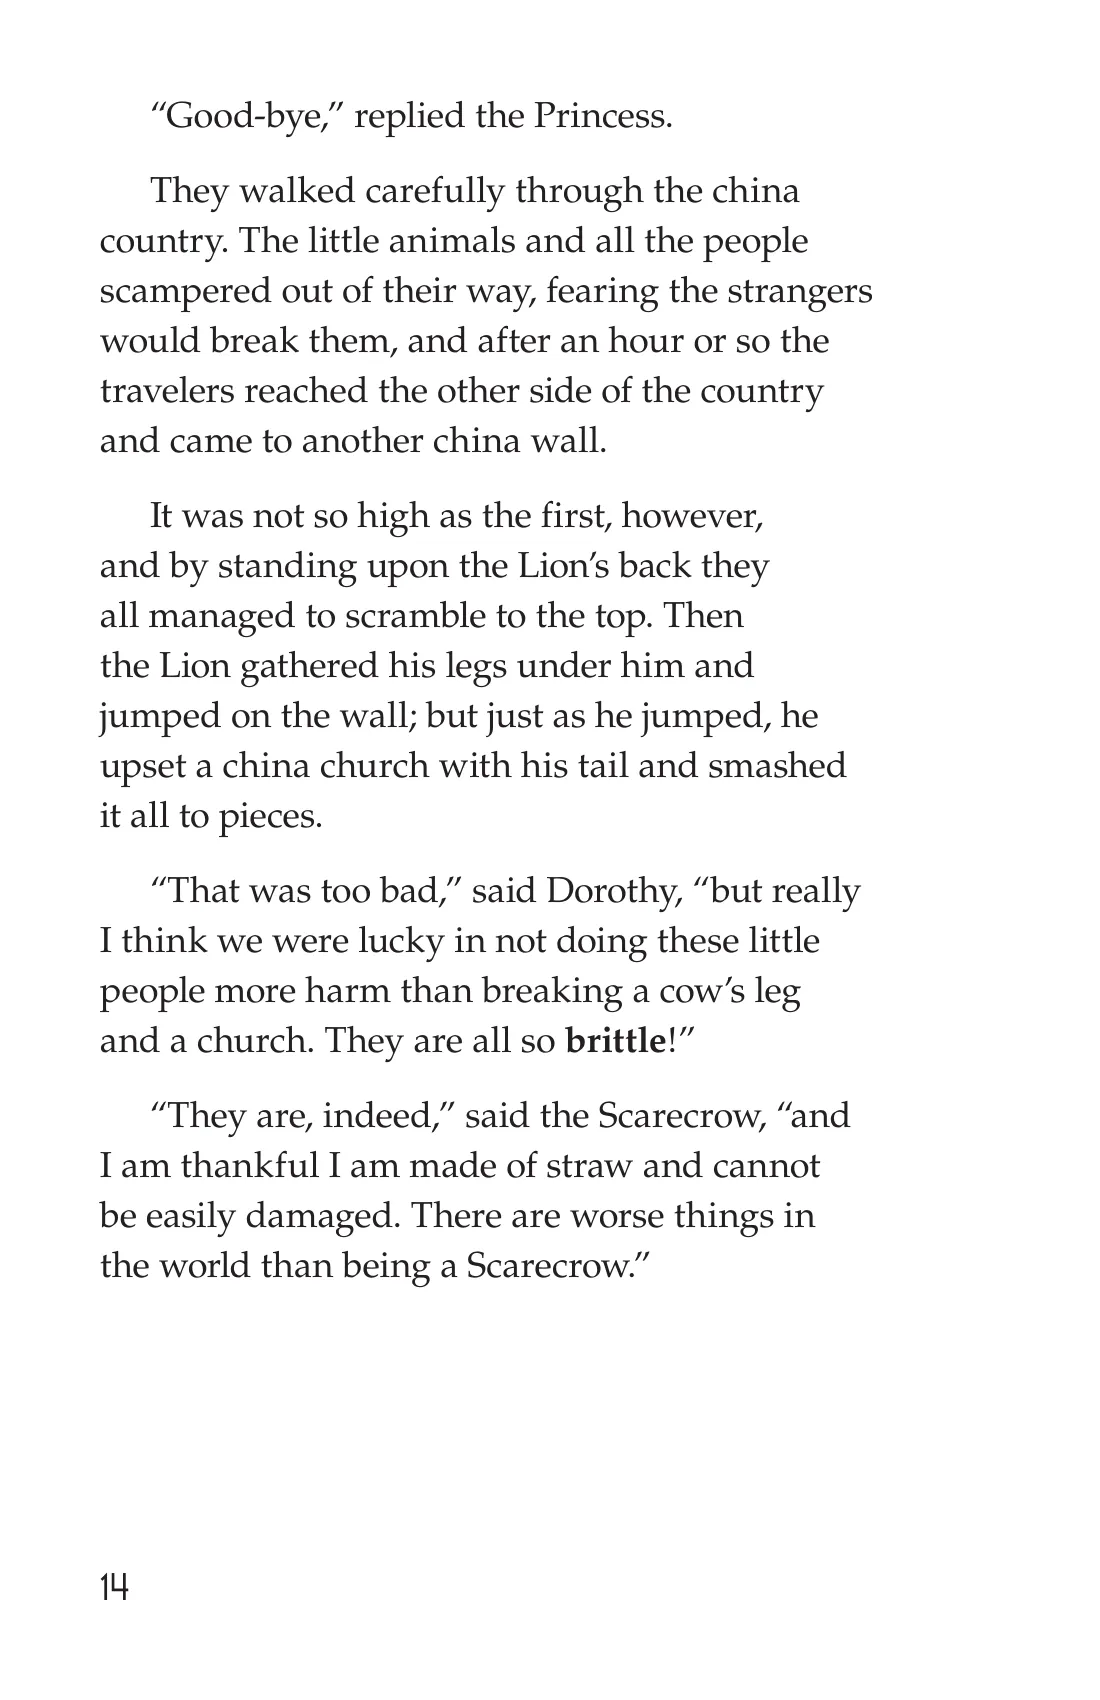 “Good-bye,” replied the Princess.
They walked carefully through the china
country. The little animals and all the people
scampered out of their way, fearing the strangers
would break them, and after an hour or so the
travelers reached the other side of the country
and came to another china wall.
It was not so high as the first, however,
and by standing upon the Lion’s back they
all managed to scramble to the top. Then
the Lion gathered his legs under him and
jumped on the wall; but just as he jumped, he
upset a china church with his tail and smashed
it all to pieces.
“That was too bad,” said Dorothy, “but really
I think we were lucky in not doing these little
people more harm than breaking a cow’s leg
and a church. They are all so brittle!”
“They are, indeed,” said the Scarecrow, “and
I am thankful I am made of straw and cannot
be easily damaged. There are worse things in
the world than being a Scarecrow.”
14